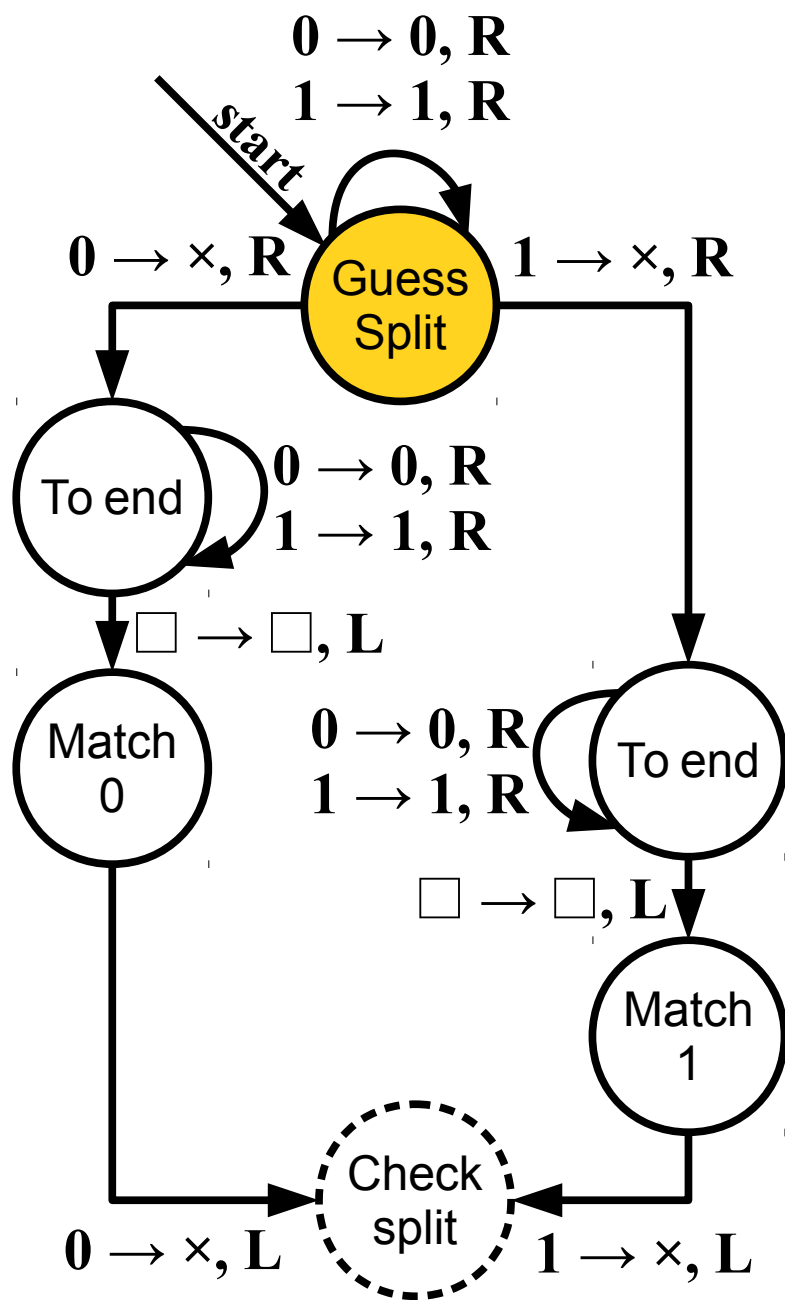 0 → 0, R
1 → 1, R
start
0 → ×, R
1 → ×, R
Guess
Split
To end
0 → 0, R
1 → 1, R
□ → □, L
Match
0
0 → 0, R
1 → 1, R
To end
□ → □, L
Match
1
Check
split
0 → ×, L
1 → ×, L